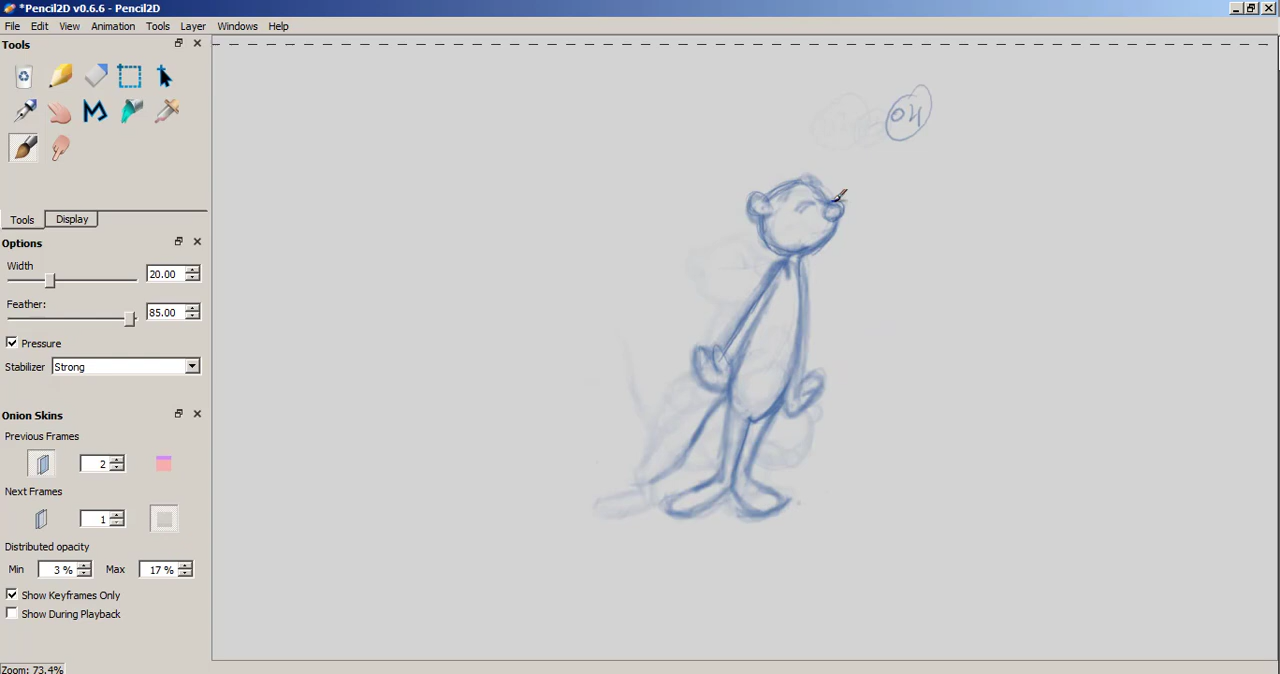 *Pencil2D v0.6.6 - Pencil2D
File Edit View Animation Tools Layer Windows Help
Tools
Tools Display
Options
Width
20.00
Feather:
85.00
Pressure
Stabilizer Strong
Onion Skins
Previous Frames
2
Next Frames
1
Distributed opacity
Min 3 % Max 17 %
Show Keyframes Only
Show During Playback
Zoom: 73.4%
04